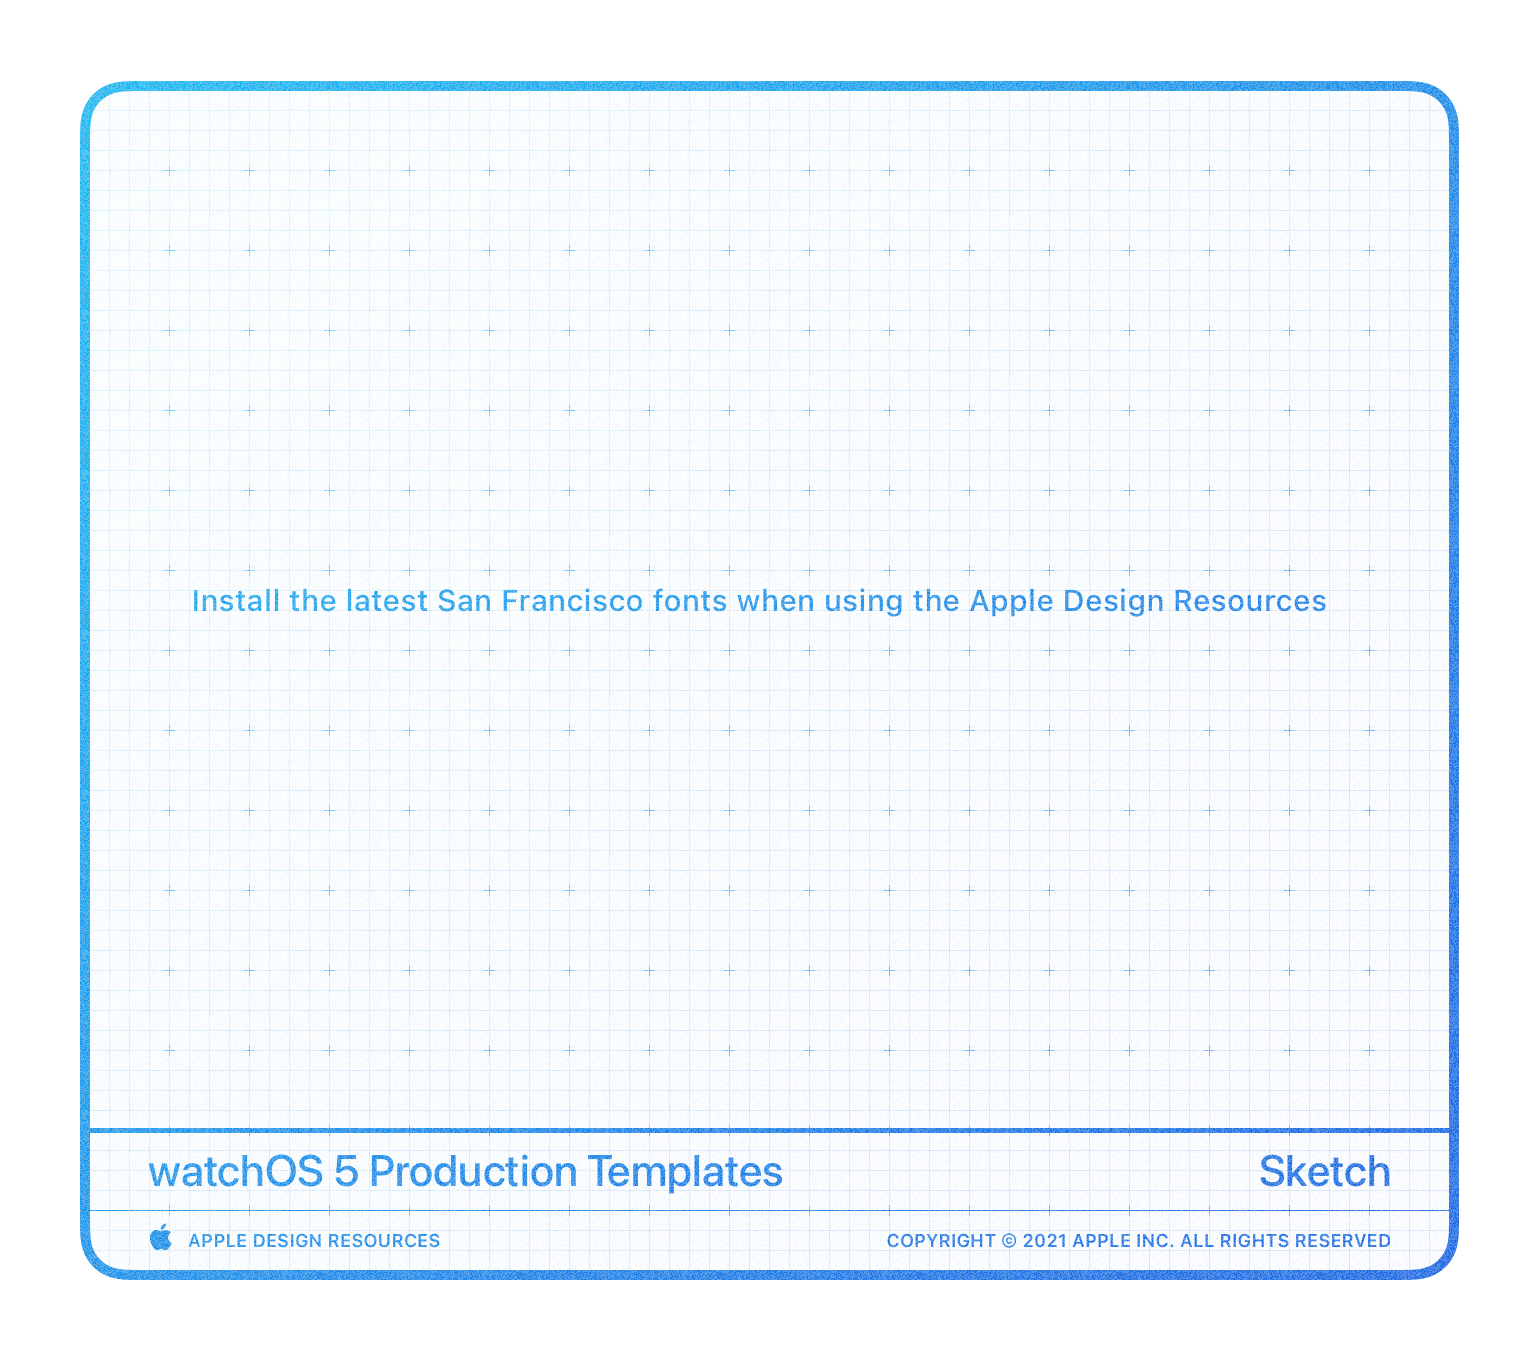 Install the latest San Francisco fonts when using the Apple Design Resources
watchOS 5 Production Templates
Sketch
APPLE DESIGN RESOURCES
COPYRIGHT © 2021 APPLE INC. ALL RIGHTS RESERVED